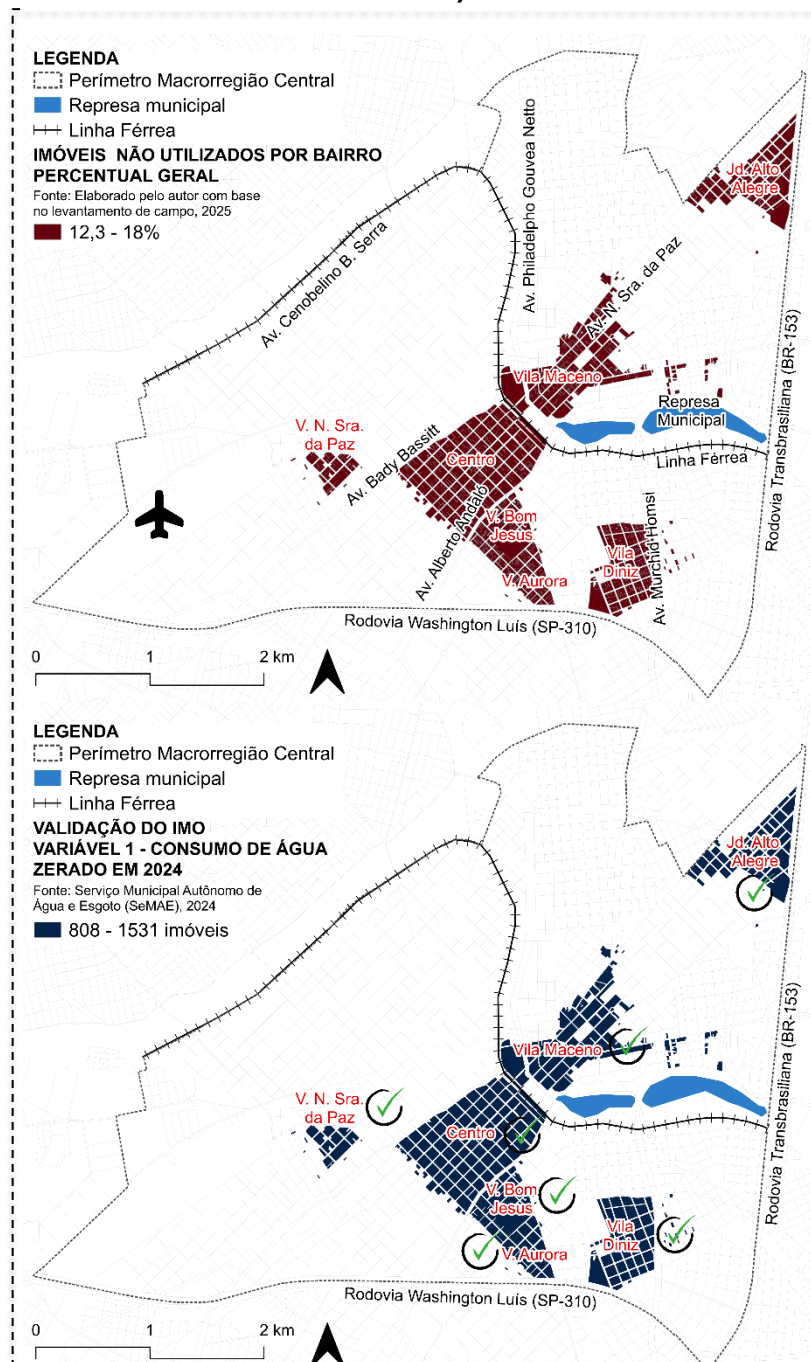 LEGENDA
Perímetro Macrorregião Central
Represa municipal
Linha Férrea
IMÓVEIS NÃO UTILIZADOS POR BAIRRO
PERCENTUAL GERAL
Fonte: Elaborado pelo autor com base
no levantamento de campo, 2025
12,3 - 18%
Av. Cenobelino B. Serra
Av. Philadelpho Gouvea Netto
Jd. Alto
Alegre
Av. N. Sra. da Paz
Vila Maceno
Represa
Municipal
Linha Férrea
Rodovia Transbrasiliana (BR-153)
V. N. Sra.
da Paz
Av. Bady Bassitt
Centro
Av. Alberto Andaló
V. Bom
Jesus
V. Aurora
Vila
Diniz
Av. Murchid Homsi
Rodovia Washington Luís (SP-310)
0 1 2 km
LEGENDA
Perímetro Macrorregião Central
Represa municipal
Linha Férrea
VALIDAÇÃO DO IMO
VARIÁVEL 1 - CONSUMO DE ÁGUA
ZERADO EM 2024
Fonte: Serviço Municipal Autônomo de
Água e Esgoto (SeMAE), 2024
808 - 1531 imóveis
Jd. Alto
Alegre
Vila Maceno
V. N. Sra.
da Paz
Centro
V. Bom
Jesus
V. Aurora
Vila
Diniz
Rodovia Transbrasiliana (BR-153)
Rodovia Washington Luís (SP-310)
0 1 2 km